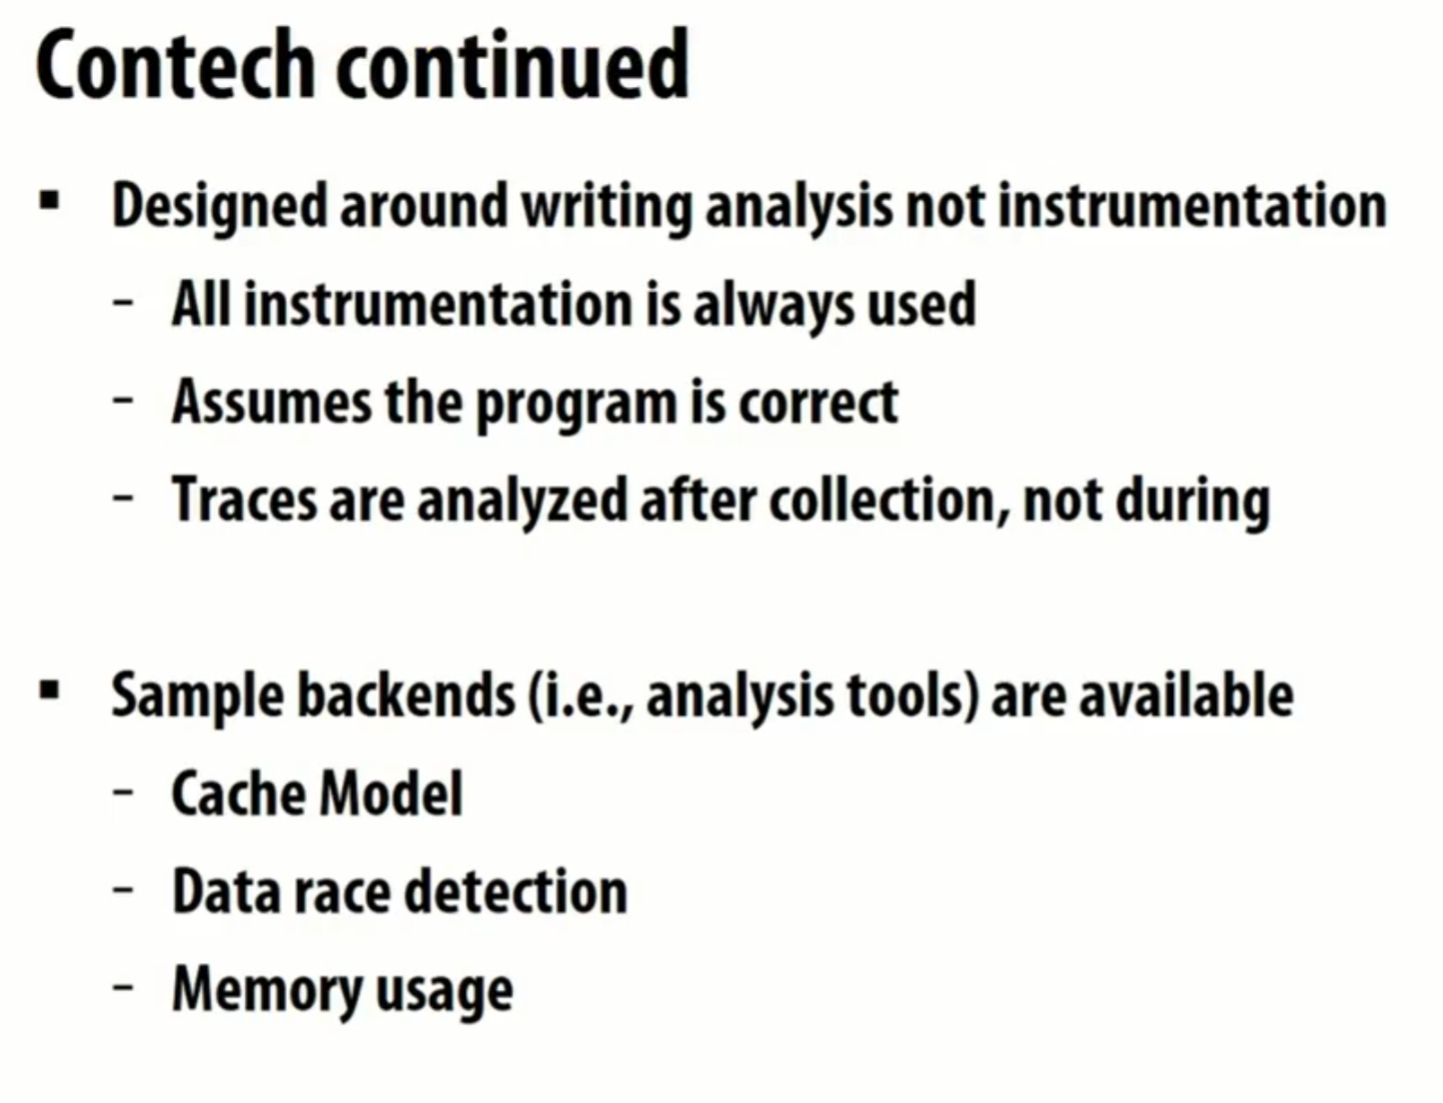 Contech continued
▪ Designed around writing analysis not instrumentation
– All instrumentation is always used
– Assumes the program is correct
– Traces are analyzed after collection, not during
▪ Sample backends (i.e., analysis tools) are available
– Cache Model
– Data race detection
– Memory usage